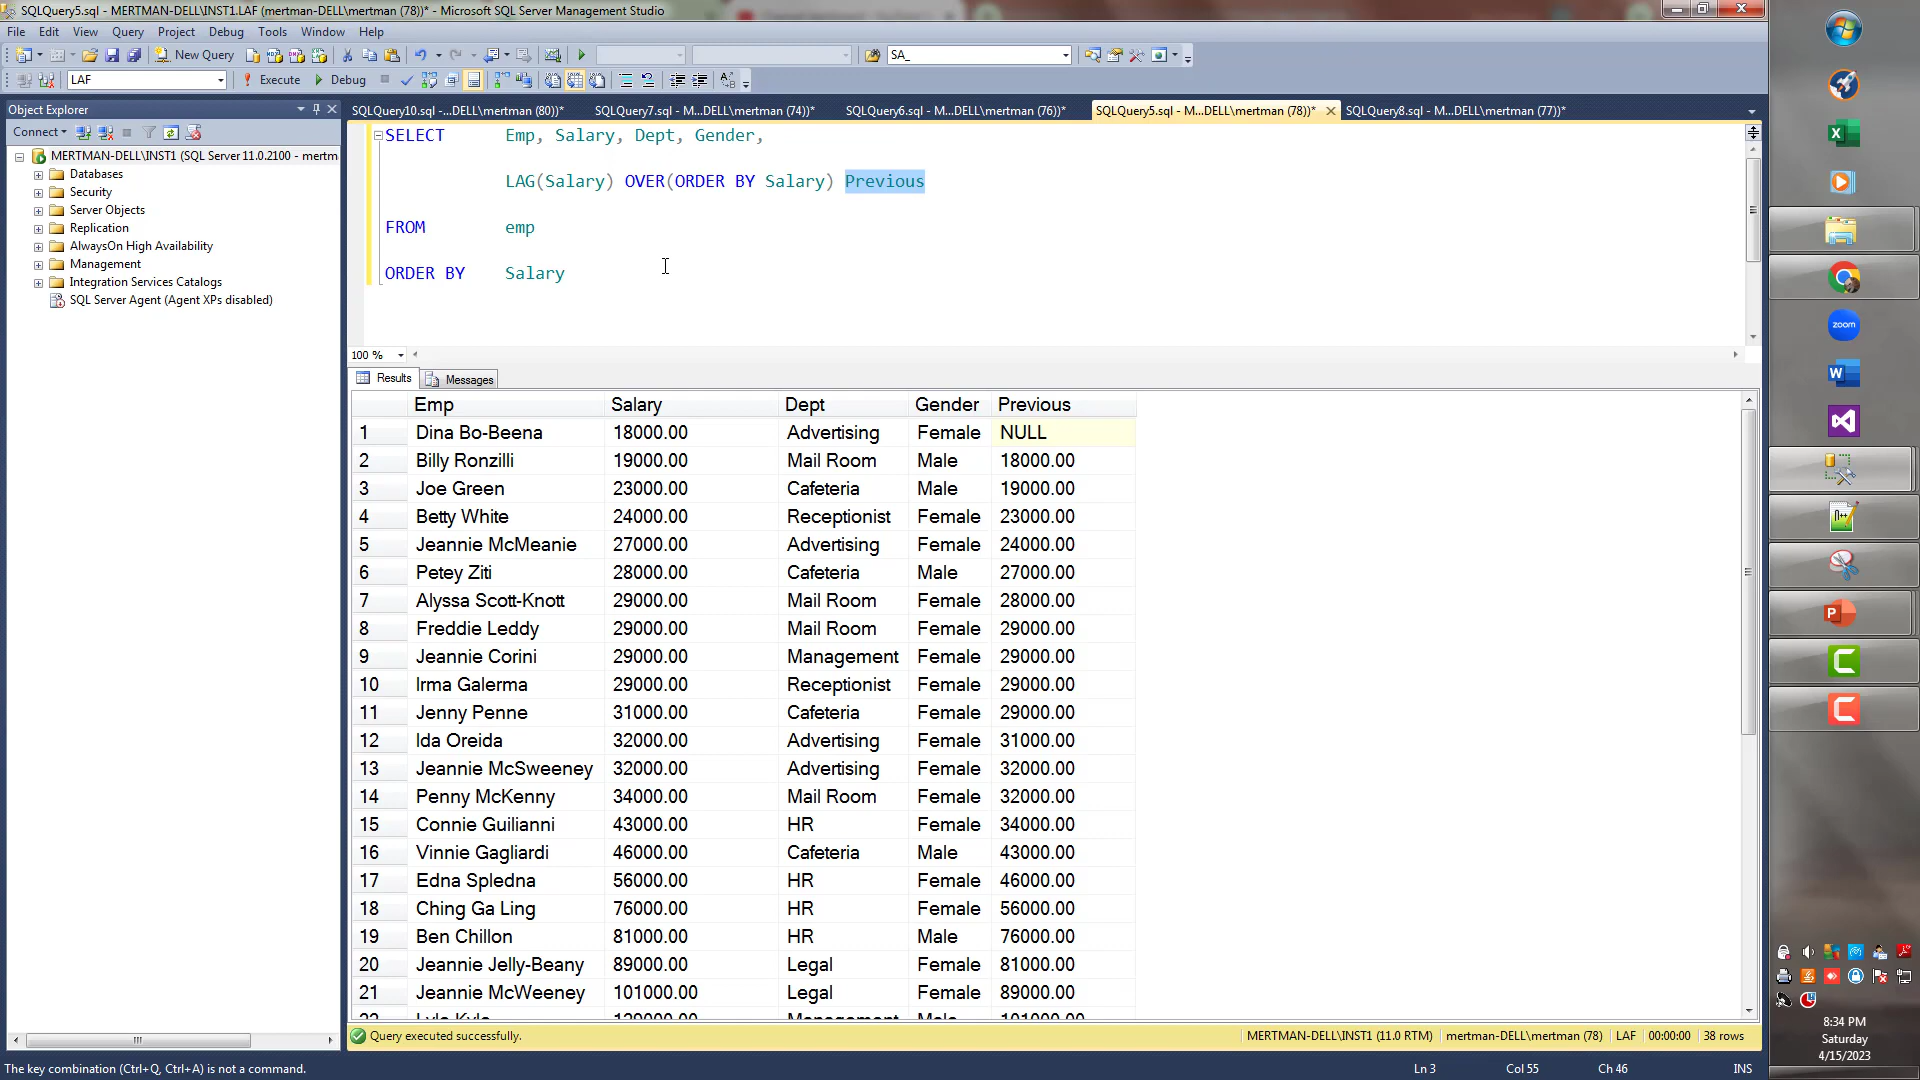 SQLQuery5.sql - MERTMAN-DELL\INST1.LAF (mertman-DELL\mertman (78))* - Microsoft SQL Server Management Studio
File Edit View Query Project Debug Tools Window Help
New Query SA_
LAF Execute Debug
Object Explorer
SQLQuery10.sql -...DELL\mertman (80))* SQLQuery7.sql - M...DELL\mertman (74))* SQLQuery6.sql - M...DELL\mertman (76))* SQLQuery5.sql - M...DELL\mertman (78))* SQLQuery8.sql - M...DELL\mertman (77))*
Connect
MERTMAN-DELL\INST1 (SQL Server 11.0.2100 - mertm
Databases
Security
Server Objects
Replication
AlwaysOn High Availability
Management
Integration Services Catalogs
SQL Server Agent (Agent XPs disabled)
SELECT Emp, Salary, Dept, Gender,
LAG(Salary) OVER(ORDER BY Salary) Previous
FROM emp
ORDER BY Salary
100 %
Results Messages
Emp Salary Dept Gender Previous
1 Dina Bo-Beena 18000.00 Advertising Female NULL
2 Billy Ronzilli 19000.00 Mail Room Male 18000.00
3 Joe Green 23000.00 Cafeteria Male 19000.00
4 Betty White 24000.00 Receptionist Female 23000.00
5 Jeannie McMeanie 27000.00 Advertising Female 24000.00
6 Petey Ziti 28000.00 Cafeteria Male 27000.00
7 Alyssa Scott-Knott 29000.00 Mail Room Female 28000.00
8 Freddie Leddy 29000.00 Mail Room Female 29000.00
9 Jeannie Corini 29000.00 Management Female 29000.00
10 Irma Galerma 29000.00 Receptionist Female 29000.00
11 Jenny Penne 31000.00 Cafeteria Female 29000.00
12 Ida Oreida 32000.00 Advertising Female 31000.00
13 Jeannie McSweeney 32000.00 Advertising Female 32000.00
14 Penny McKenny 34000.00 Mail Room Female 32000.00
15 Connie Guilianni 43000.00 HR Female 34000.00
16 Vinnie Gagliardi 46000.00 Cafeteria Male 43000.00
17 Edna Spledna 56000.00 HR Female 46000.00
18 Ching Ga Ling 76000.00 HR Female 56000.00
19 Ben Chillon 81000.00 HR Male 76000.00
20 Jeannie Jelly-Beany 89000.00 Legal Female 81000.00
21 Jeannie McWeeney 101000.00 Legal Female 89000.00
Query executed successfully. MERTMAN-DELL\INST1 (11.0 RTM) mertman-DELL\mertman (78) LAF 00:00:00 38 rows
The key combination (Ctrl+Q, Ctrl+A) is not a command. Ln 3 Col 55 Ch 46 INS
zoom
8:34 PM
Saturday
4/15/2023